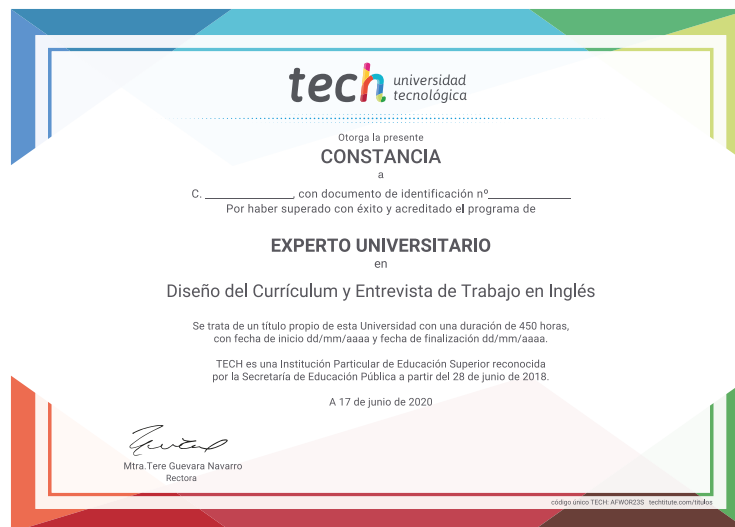 tech universidad
tecnológica
Otorga la presente
CONSTANCIA
a
C. ______________, con documento de identificación nº_____________
Por haber superado con éxito y acreditado el programa de
EXPERTO UNIVERSITARIO
en
Diseño del Currículum y Entrevista de Trabajo en Inglés
Se trata de un título propio de esta Universidad con una duración de 450 horas,
con fecha de inicio dd/mm/aaaa y fecha de finalización dd/mm/aaaa.
TECH es una Institución Particular de Educación Superior reconocida
por la Secretaría de Educación Pública a partir del 28 de junio de 2018.
A 17 de junio de 2020
Mtra.Tere Guevara Navarro
Rectora
código único TECH: AFWOR23S techtitute.com/titulos